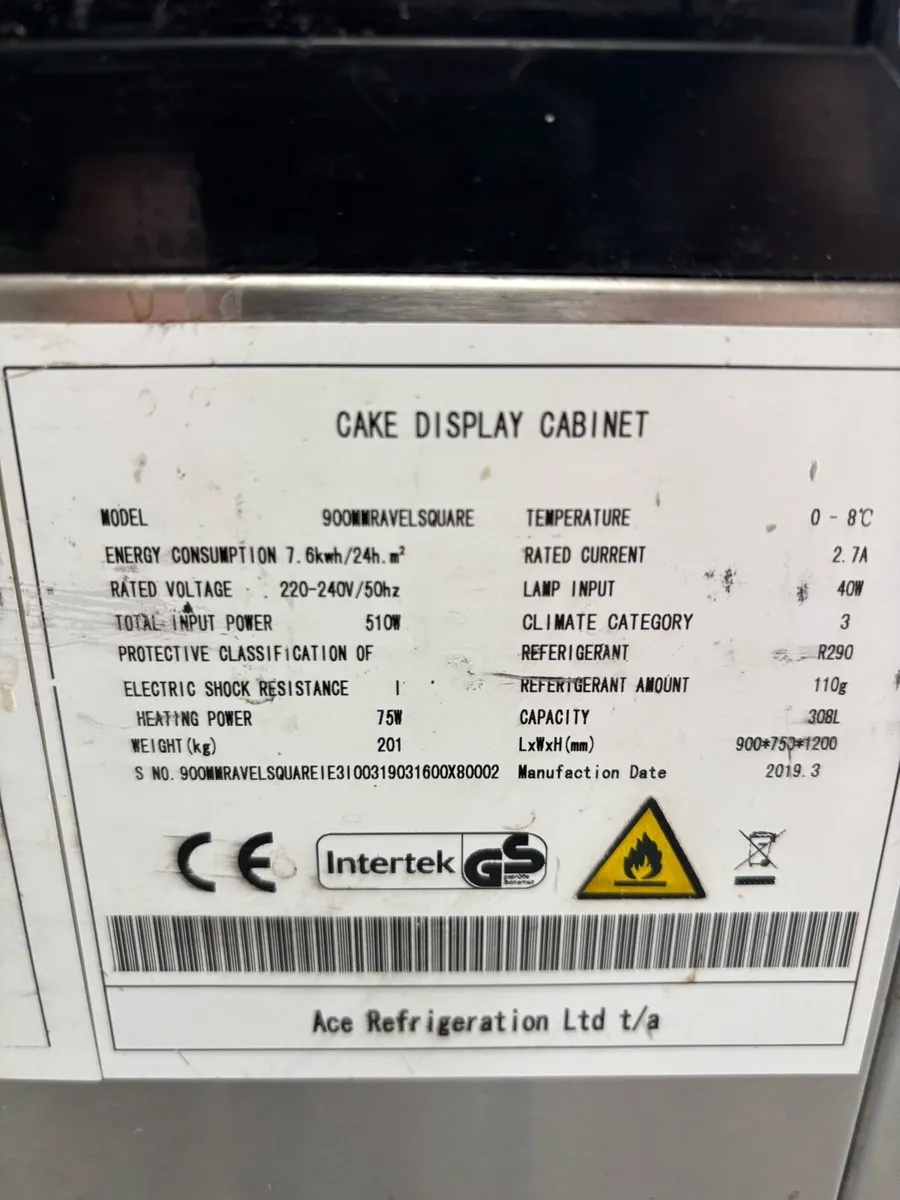 CAKE DISPLAY CABINET
MODEL 900MMRAVELSQUARE TEMPERATURE 0 - 8℃
ENERGY CONSUMPTION 7.6kwh/24h.m² RATED CURRENT 2.7A
RATED VOLTAGE 220-240V/50hz LAMP INPUT 40W
TOTAL INPUT POWER 510W CLIMATE CATEGORY 3
PROTECTIVE CLASSIFICATION OF REFERIGERANT R290
ELECTRIC SHOCK RESISTANCE I REFERIGERANT AMOUNT 110g
HEATING POWER 75W CAPACITY 308L
WEIGHT(kg) 201 LxWxH(mm) 900*750*1200
S NO. 900MMRAVELSQUAREIE3I00319031600X80002 Manufaction Date 2019.3
CE Intertek GS
geprüfte
Sicherheit
Ace Refrigeration Ltd t/a